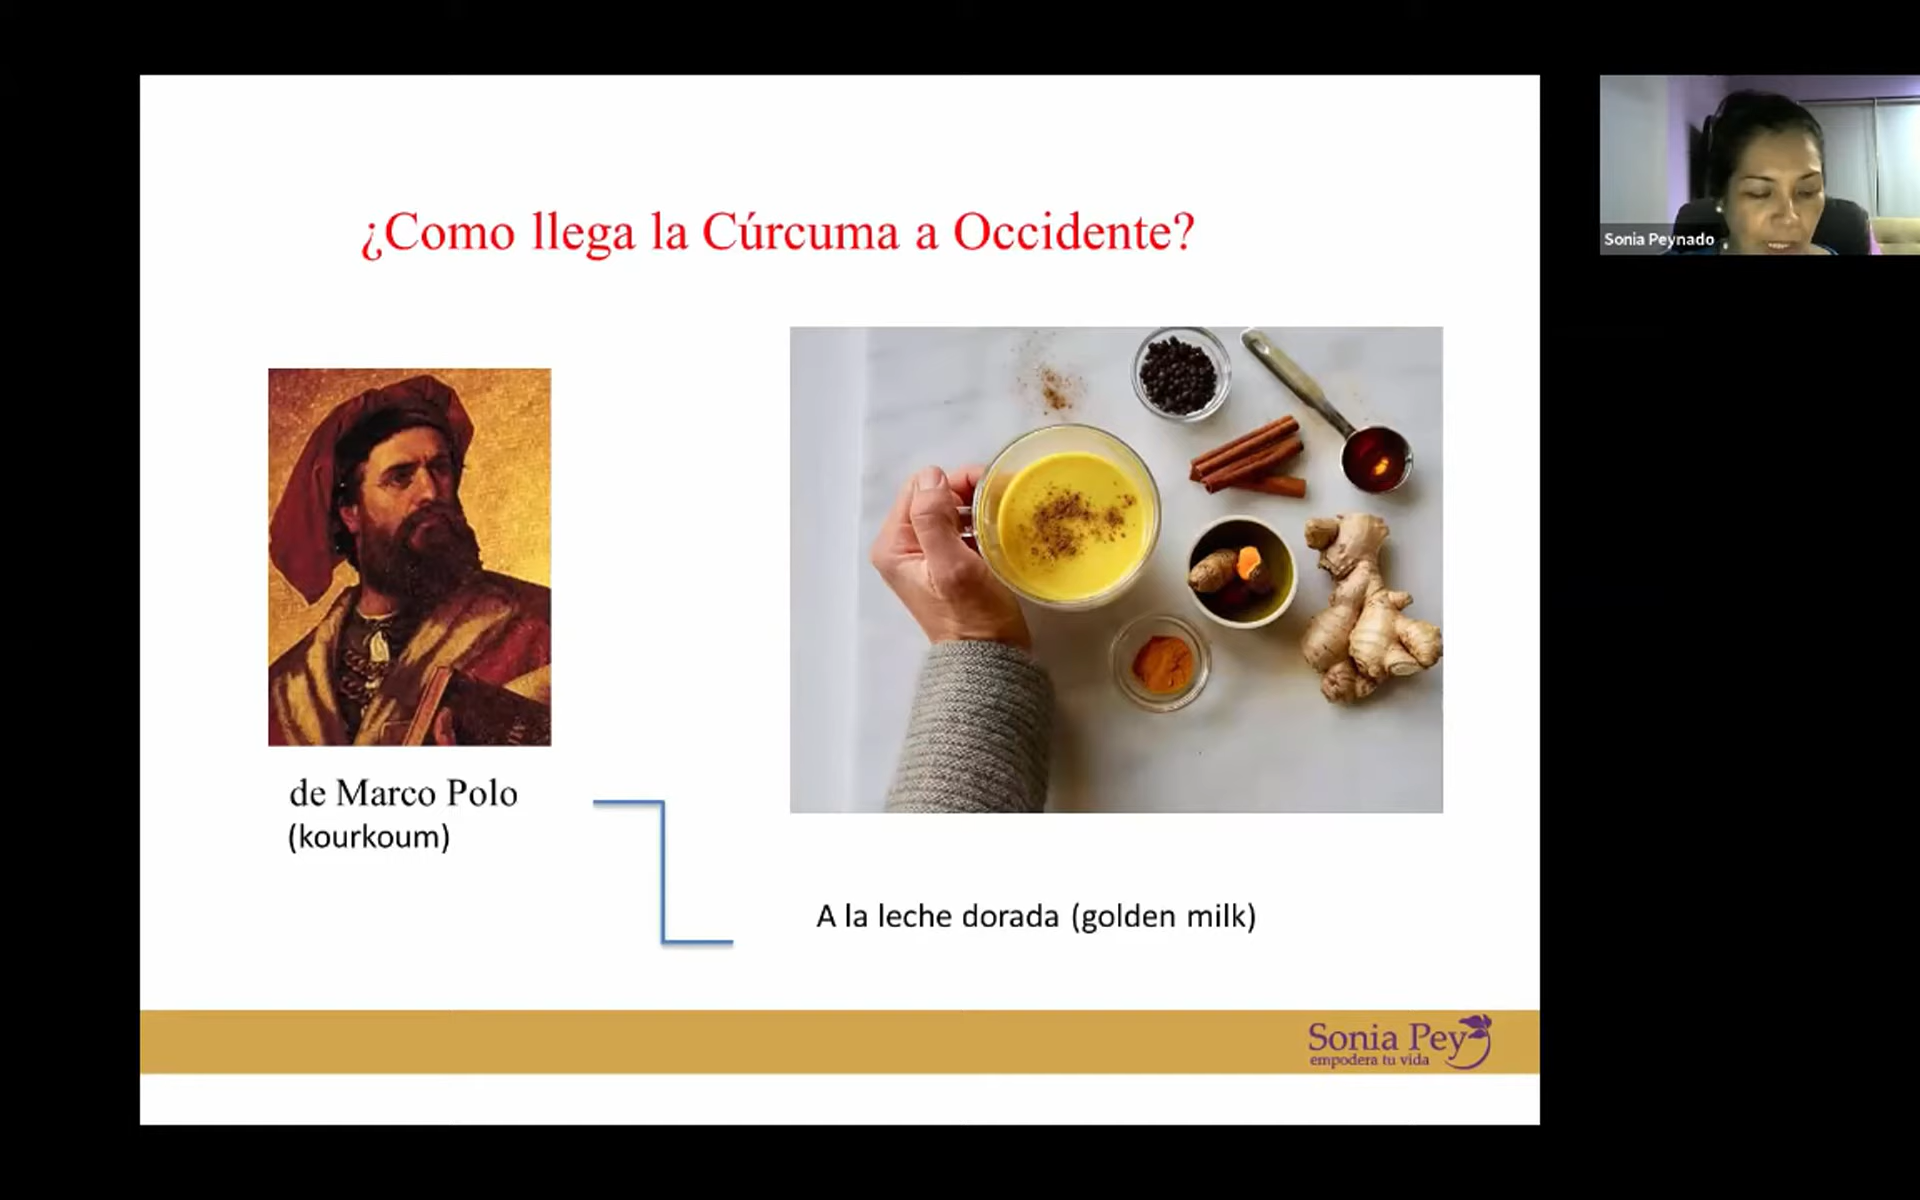 ¿Como llega la Cúrcuma a Occidente?
Sonia Peynado
de Marco Polo
(kourkoum)
A la leche dorada (golden milk)
Sonia Pey
empodera tu vida